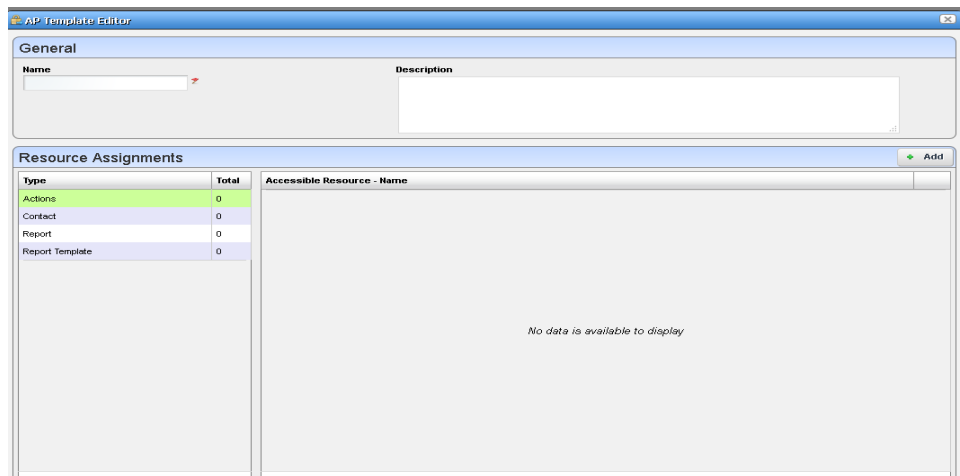 AP Template Editor
General
Name
Description
Resource Assignments
Add
Type Total
Accessible Resource - Name
Actions 0
Contact 0
Report 0
Report Template 0
No data is available to display